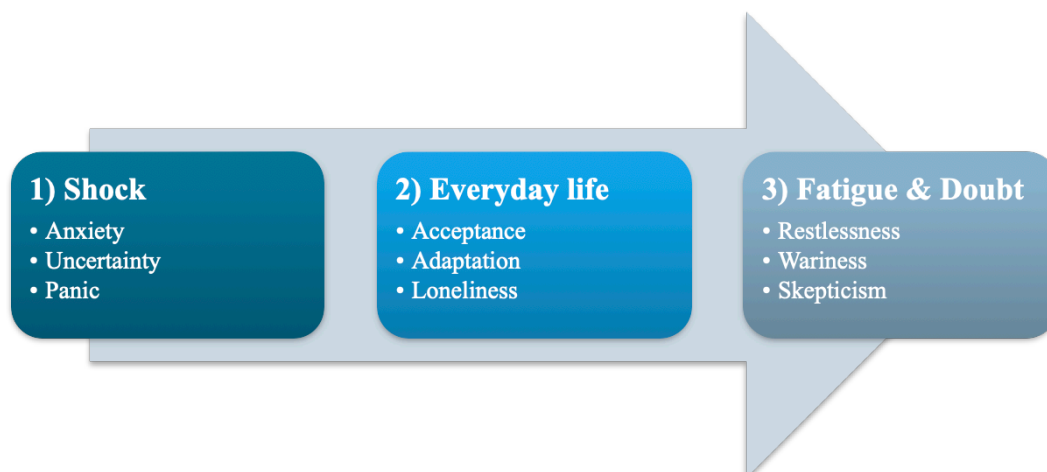 1) Shock
• Anxiety
• Uncertainty
• Panic
2) Everyday life
• Acceptance
• Adaptation
• Loneliness
3) Fatigue & Doubt
• Restlessness
• Wariness
• Skepticism